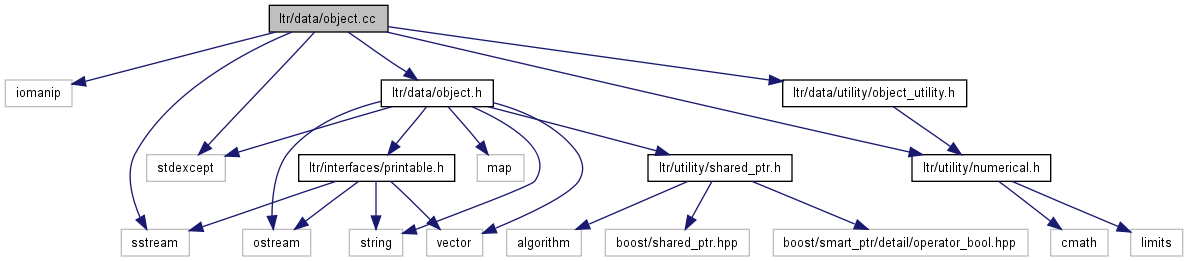 ltr/data/object.cc
iomanip
ltr/data/object.h
ltr/data/utility/object_utility.h
stdexcept
ltr/interfaces/printable.h
map
ltr/utility/shared_ptr.h
ltr/utility/numerical.h
sstream
ostream
string
vector
algorithm
boost/shared_ptr.hpp
boost/smart_ptr/detail/operator_bool.hpp
cmath
limits